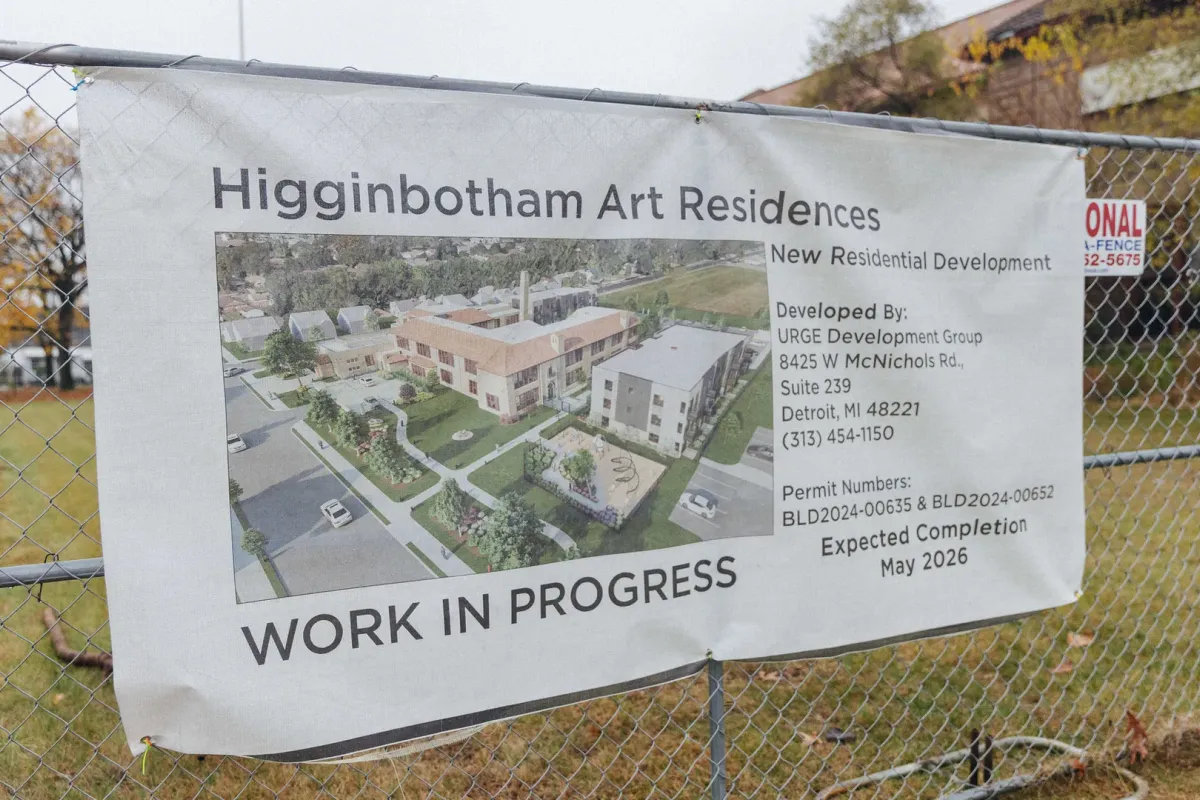 Higginbotham Art Residences
New Residential Development
Developed By:
URGE Development Group
8425 W McNichols Rd.,
Suite 239
Detroit, MI 48221
(313) 454-1150
Permit Numbers:
BLD2024-00635 & BLD2024-00652
Expected Completion
May 2026
WORK IN PROGRESS
ONAL
A-FENCE
52-5675